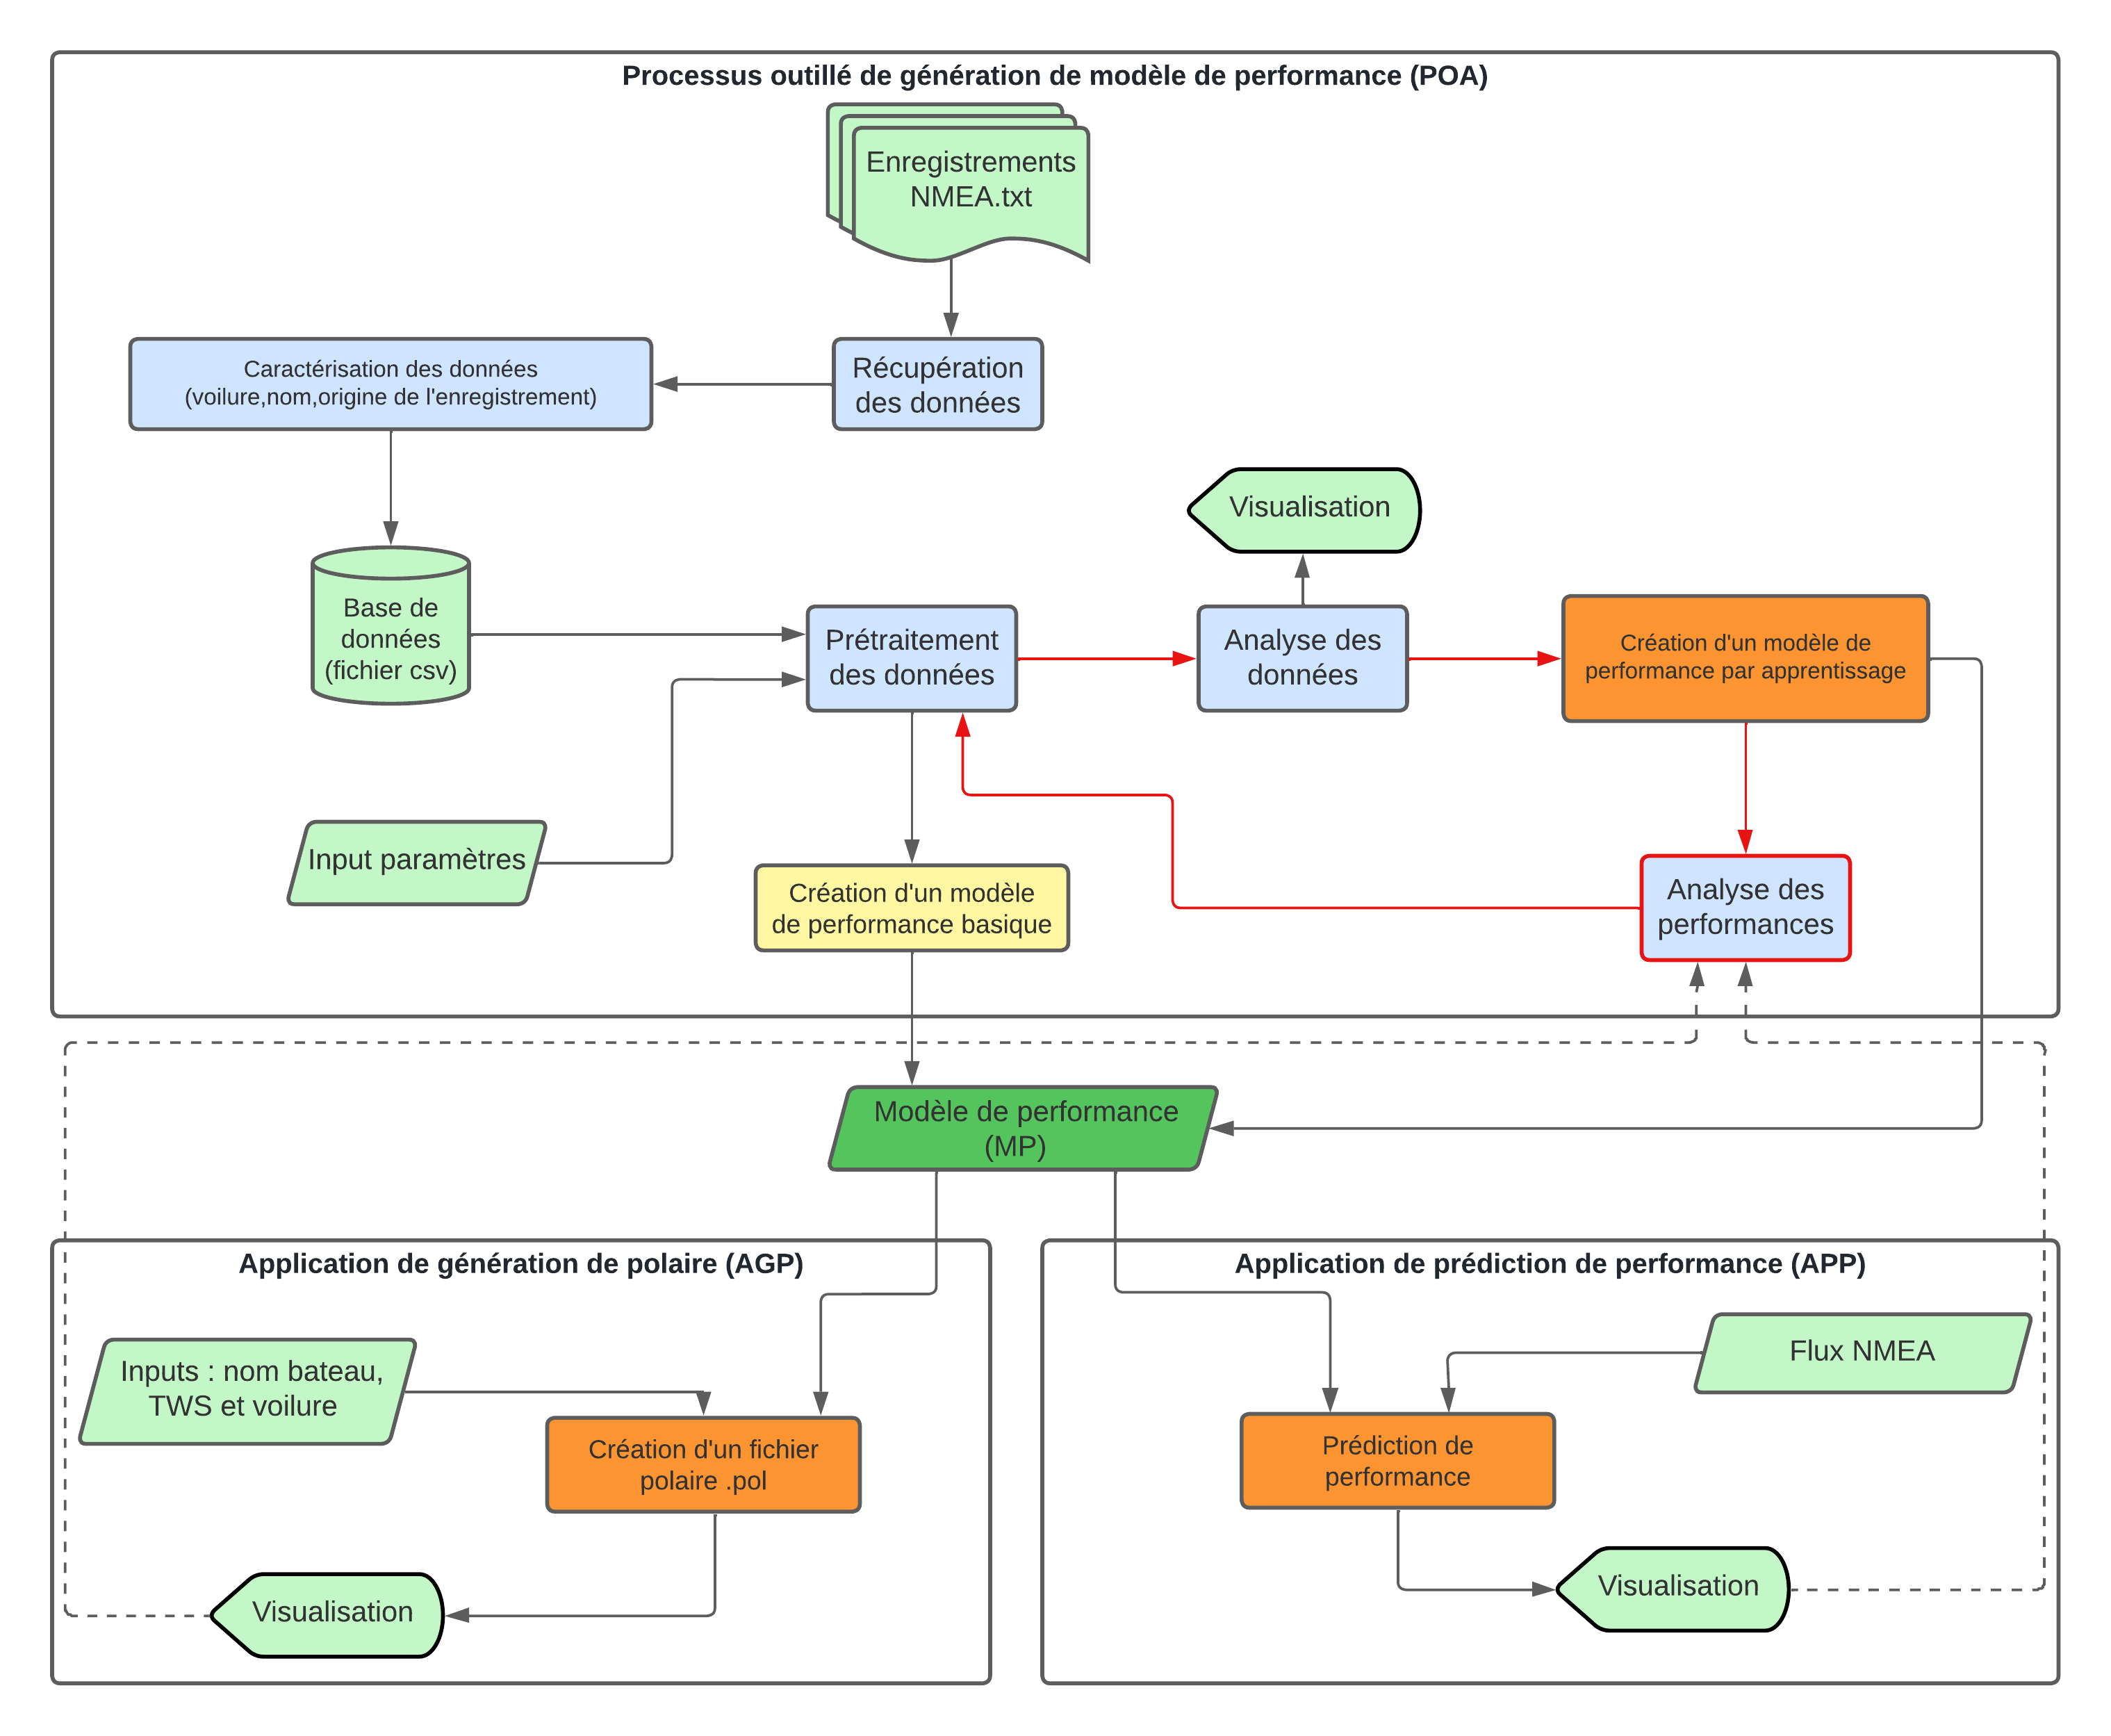 Processus outillé de génération de modèle de performance (POA)
Enregistrements
NMEA.txt
Caractérisation des données
(voilure,nom,origine de l'enregistrement)
Récupération
des données
Visualisation
Base de
données
(fichier csv)
Prétraitement
des données
Analyse des
données
Création d'un modèle de
performance par apprentissage
Input paramètres
Création d'un modèle
de performance basique
Analyse des
performances
Modèle de performance
(MP)
Application de génération de polaire (AGP)
Inputs : nom bateau,
TWS et voilure
Création d'un fichier
polaire .pol
Visualisation
Application de prédiction de performance (APP)
Flux NMEA
Prédiction de
performance
Visualisation